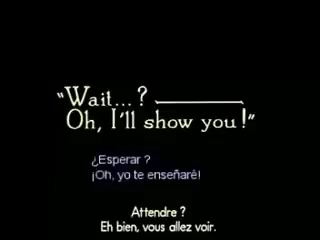 “Wait...? ———
Oh, I'll show you!”
¿Esperar ?
¡Oh, yo te enseñaré!
Attendre ?
Eh bien, vous allez voir.